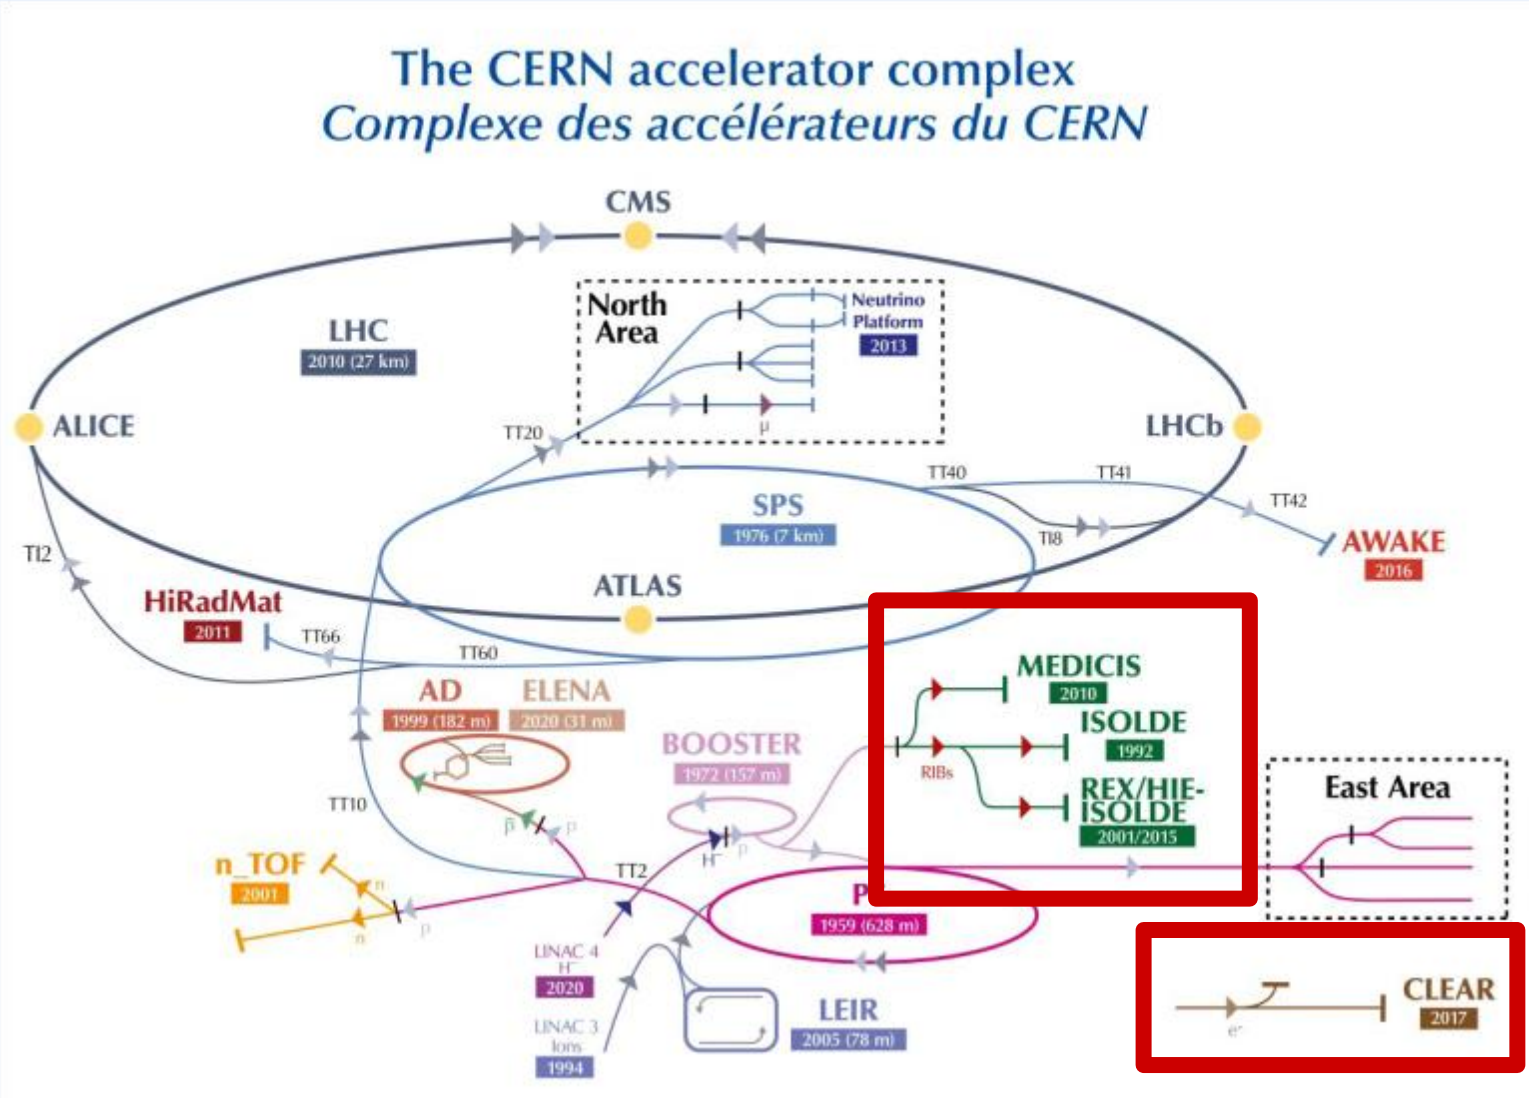 The CERN accelerator complex
Complexe des accélérateurs du CERN
CMS
North
Area
Neutrino
Platform
2013
LHC
2010 (27 km)
μ
ALICE
LHCb
TT20
TT40
TT41
TT42
SPS
1976 (7 km)
TI8
AWAKE
2016
TI2
ATLAS
HiRadMat
2011
TT66
TT60
MEDICIS
2010
AD
1999 (182 m)
ELENA
2020 (31 m)
ISOLDE
1992
BOOSTER
1972 (157 m)
RIBs
REX/HIE-
ISOLDE
2001/2015
East Area
TT10
p̄
p
H⁻
p
n_TOF
2001
n
n
p
TT2
P
1959 (628 m)
LINAC 4
H⁻
2020
LINAC 3
Ions
1994
LEIR
2005 (78 m)
CLEAR
2017
e⁻